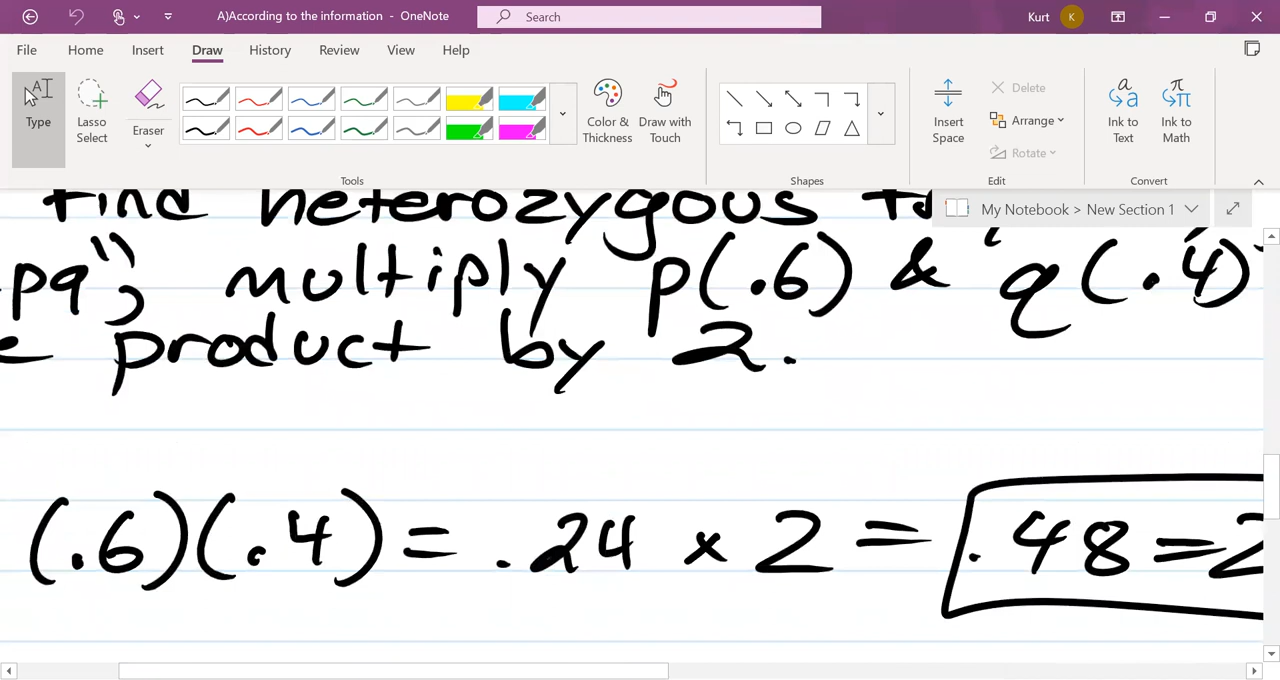 A)According to the information - OneNote
Search
Kurt K
File Home Insert Draw History Review View Help
Type
Lasso Select
Eraser
Color & Thickness
Draw with Touch
Insert Space
Delete
Arrange
Rotate
Ink to Text
Ink to Math
Tools Shapes Edit Convert
My Notebook > New Section 1
find heterozygous
pq", multiply p(.6) & q(.4)
product by 2.
(.6)(.4) = .24 x 2 = .48=2